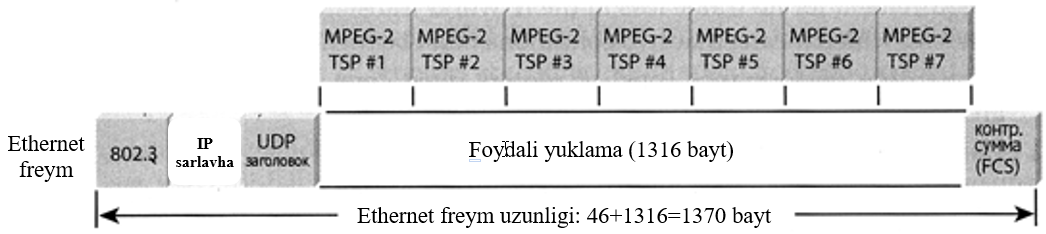 MPEG-2 MPEG-2 MPEG-2 MPEG-2 MPEG-2 MPEG-2 MPEG-2
TSP #1 TSP #2 TSP #3 TSP #4 TSP #5 TSP #6 TSP #7
Ethernet
freym
802.3
IP
sarlavha
UDP
заголовок
Foydali yuklama (1316 bayt)
контр.
сумма
(FCS)
Ethernet freym uzunligi: 46+1316=1370 bayt